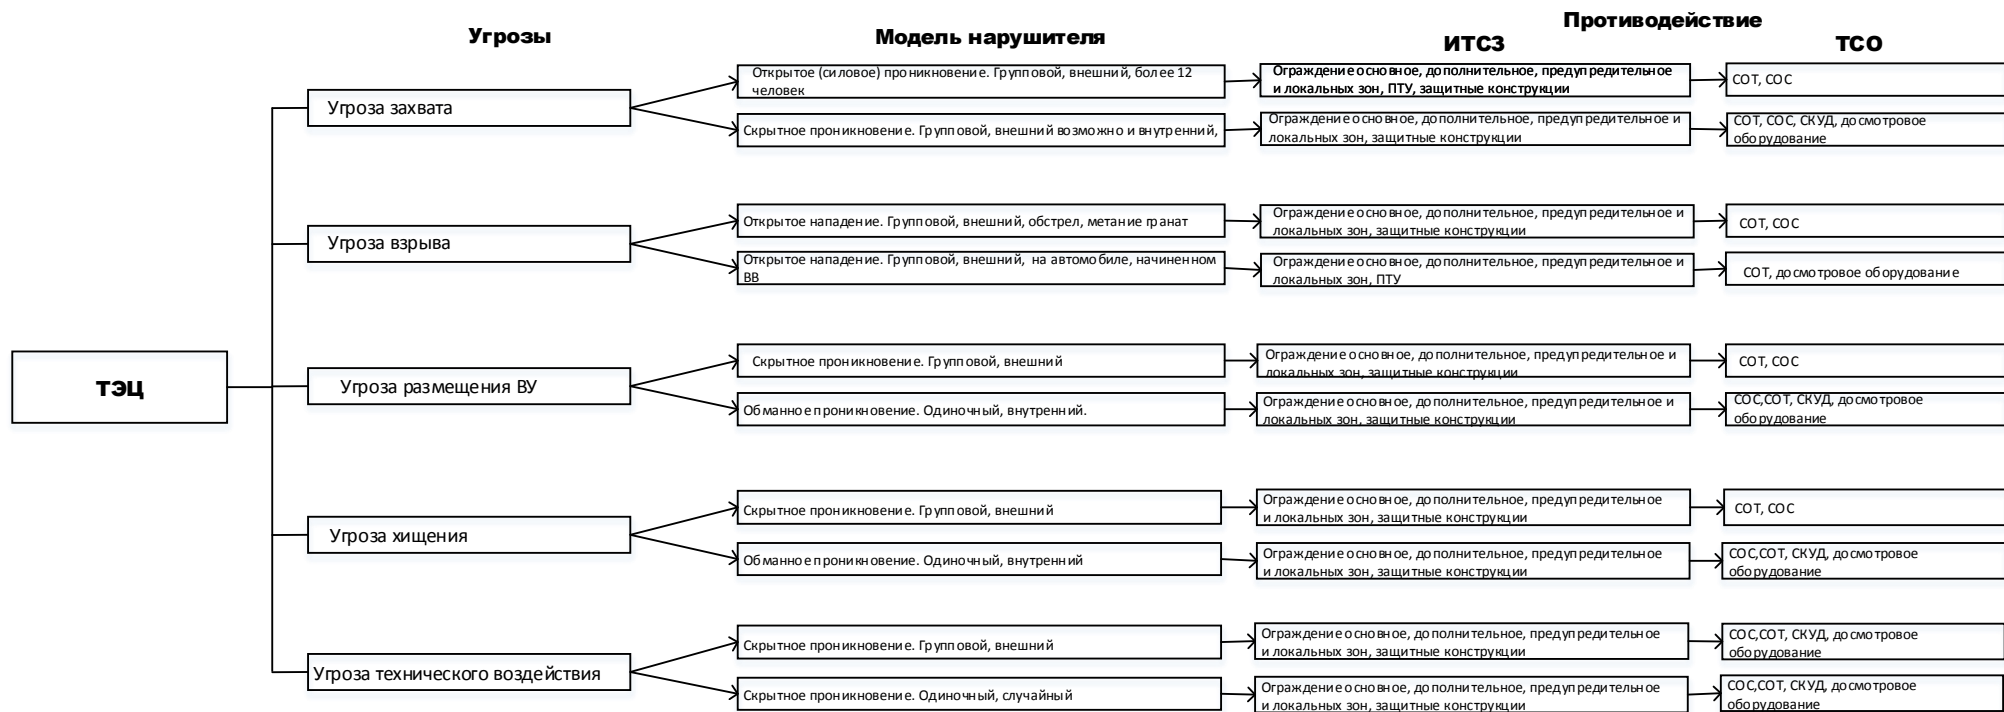 Угрозы
Модель нарушителя
Противодействие
ИТСЗ
ТСО
ТЭЦ
Угроза захвата
Открытое (силовое) проникновение. Групповой, внешний, более 12
человек
Ограждение основное, дополнительное, предупредительное
и локальных зон, ПТУ, защитные конструкции
СОТ, СОС
Скрытное проникновение. Групповой, внешний возможно и внутренний,
Ограждение основное, дополнительное, предупредительное и
локальных зон, защитные конструкции
СОТ, СОС, СКУД, досмотровое
оборудование
Угроза взрыва
Открытое нападение. Групповой, внешний, обстрел, метание гранат
Ограждение основное, дополнительное, предупредительное и
локальных зон, защитные конструкции
СОТ, СОС
Открытое нападение. Групповой, внешний, на автомобиле, начиненном
ВВ
Ограждение основное, дополнительное, предупредительное и
локальных зон, ПТУ
СОТ, досмотровое оборудование
Угроза размещения ВУ
Скрытное проникновение. Групповой, внешний
Ограждение основное, дополнительное, предупредительное и
локальных зон, защитные конструкции
СОТ, СОС
Обманное проникновение. Одиночный, внутренний.
Ограждение основное, дополнительное, предупредительное и
локальных зон, защитные конструкции
СОС,СОТ, СКУД, досмотровое
оборудование
Угроза хищения
Скрытное проникновение. Групповой, внешний
Ограждение основное, дополнительное, предупредительное
и локальных зон, защитные конструкции
СОТ, СОС
Обманное проникновение. Одиночный, внутренний
Ограждение основное, дополнительное, предупредительное
и локальных зон, защитные конструкции
СОС,СОТ, СКУД, досмотровое
оборудование
Угроза технического воздействия
Скрытное проникновение. Групповой, внешний
Ограждение основное, дополнительное, предупредительное
и локальных зон, защитные конструкции
СОС,СОТ, СКУД, досмотровое
оборудование
Скрытное проникновение. Одиночный, случайный
Ограждение основное, дополнительное, предупредительное
и локальных зон, защитные конструкции
СОС,СОТ, СКУД, досмотровое
оборудование